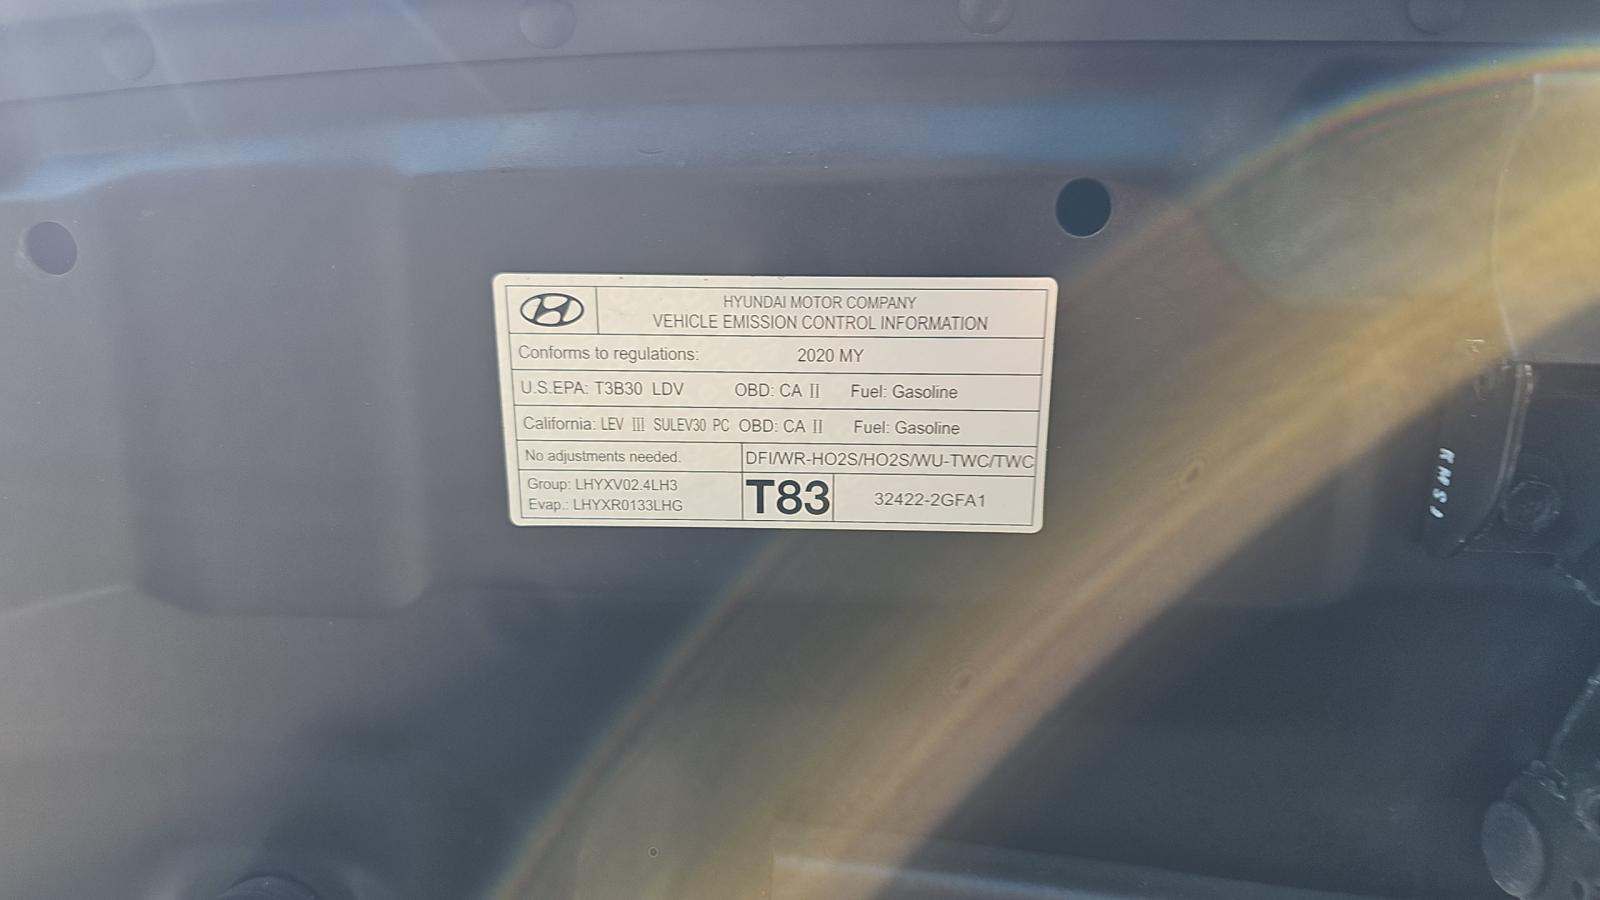 HYUNDAI MOTOR COMPANY
VEHICLE EMISSION CONTROL INFORMATION
Conforms to regulations: 2020 MY
U.S.EPA: T3B30 LDV OBD: CA II Fuel: Gasoline
California: LEV III SULEV30 PC OBD: CA II Fuel: Gasoline
No adjustments needed. DFI/WR-HO2S/HO2S/WU-TWC/TWC
Group: LHYXV02.4LH3
Evap.: LHYXR0133LHG
T83
32422-2GFA1